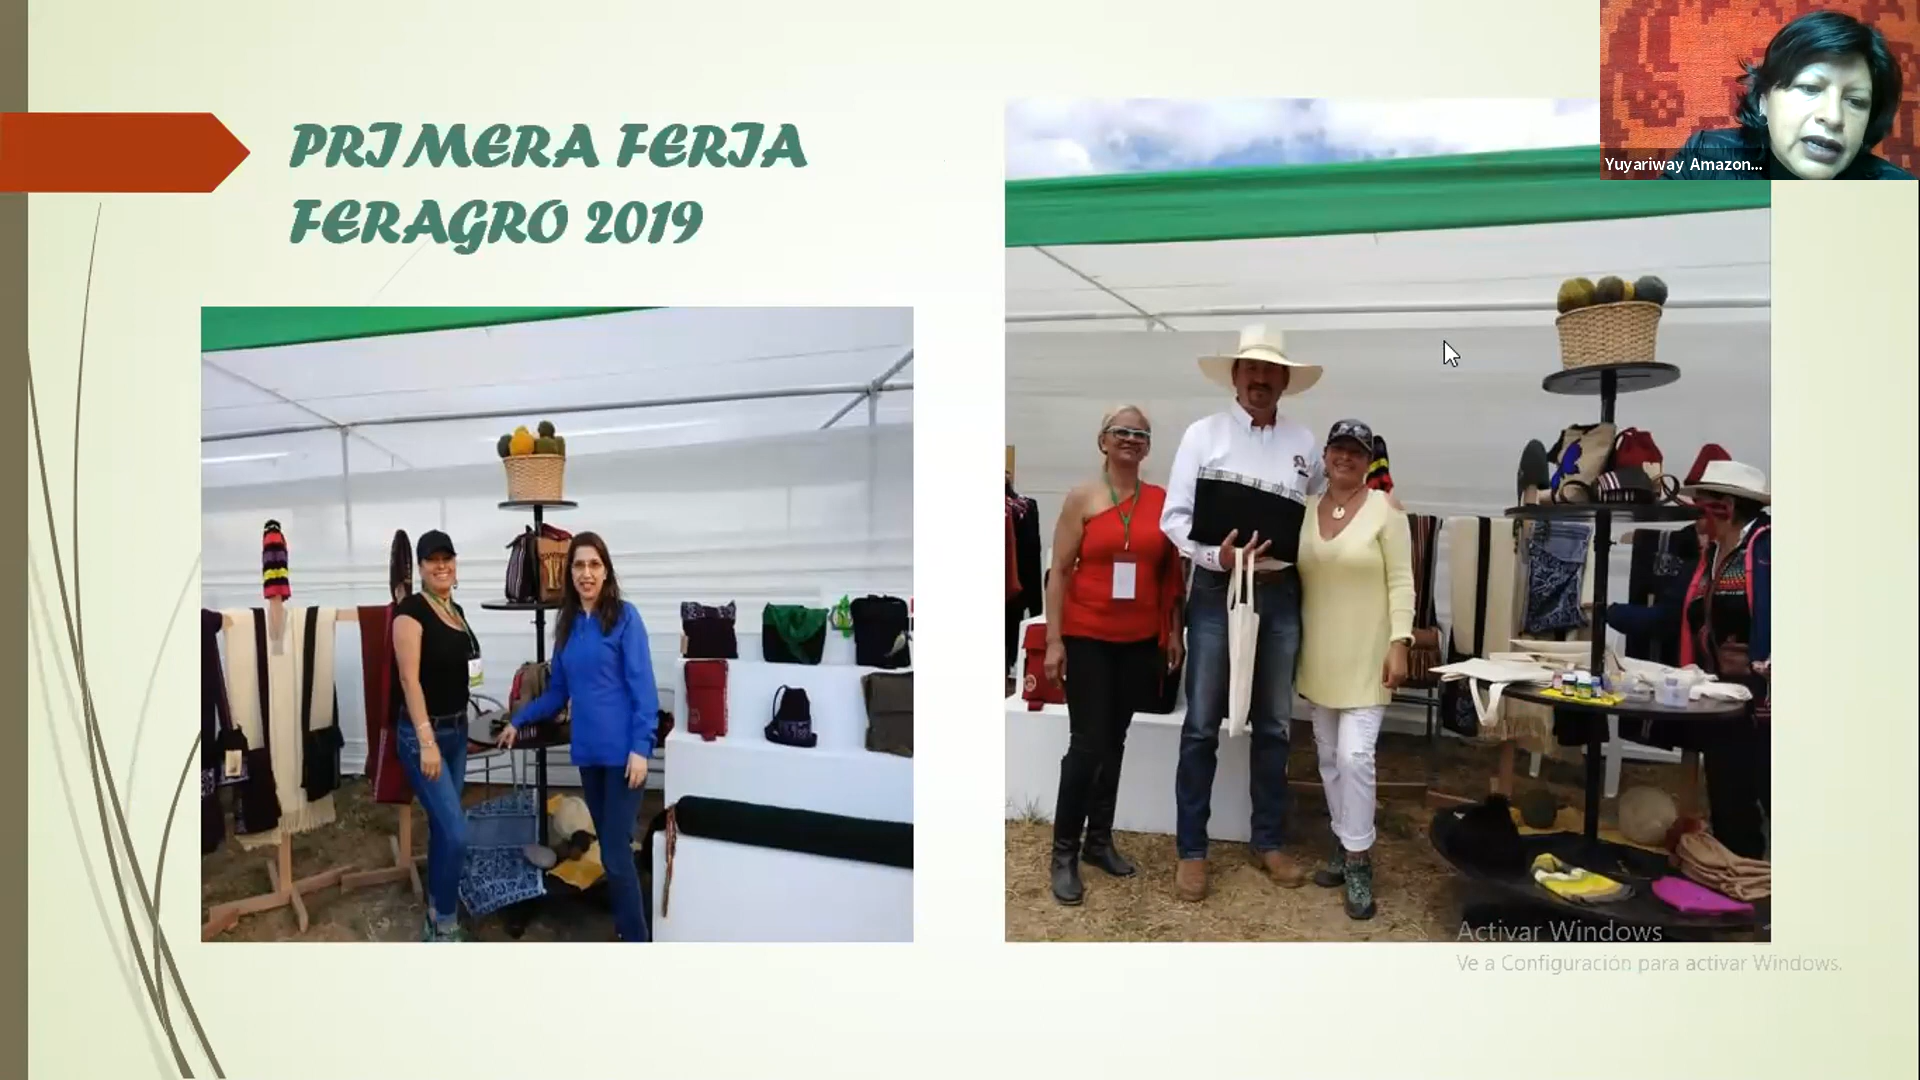 PRIMERA FERIA
FERAGRO 2019
Yuyariway Amazon...
Activar Windows
Ve a Configuración para activar Windows.